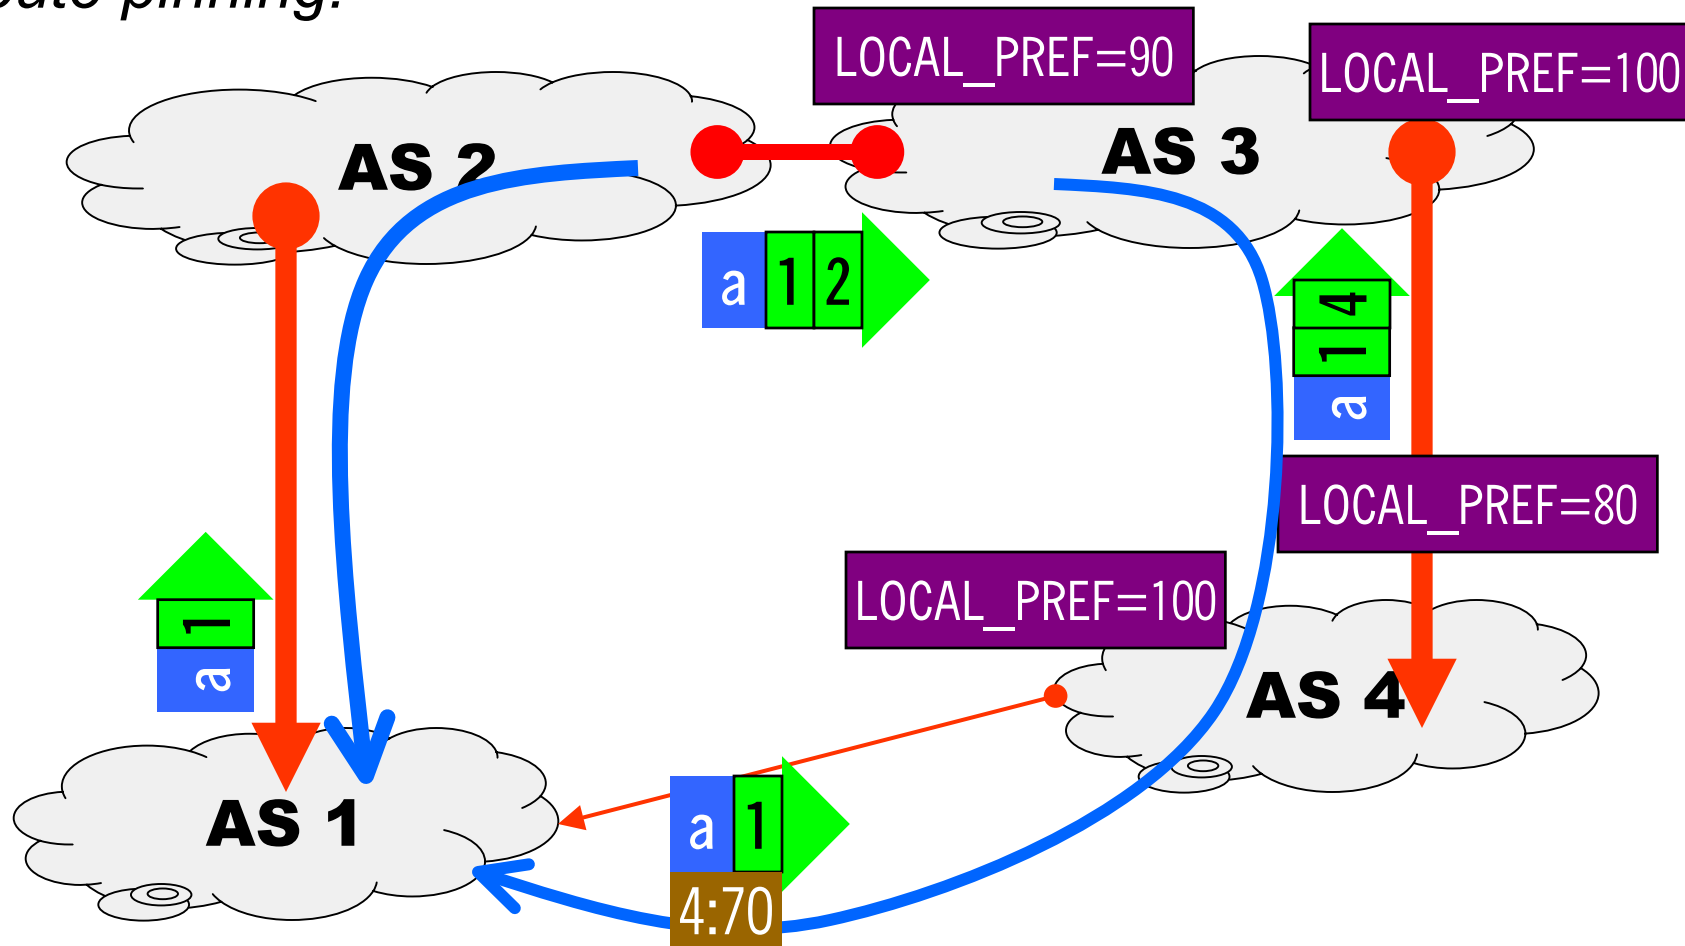 pinning.
LOCAL_PREF=90
LOCAL_PREF=100
AS 2
AS 3
a 1 2
a 1 4
LOCAL_PREF=80
LOCAL_PREF=100
a 1
AS 4
AS 1
a 1
4:70